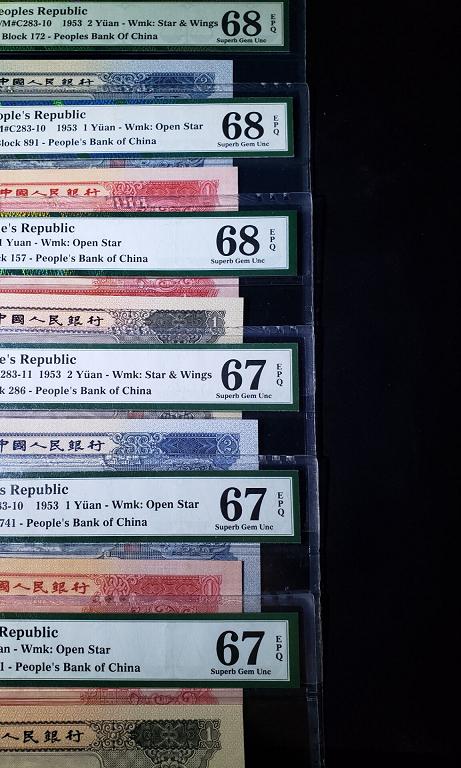 eoples Republic
/M#C283-10 1953 2 Yüan - Wmk: Star & Wings
Block 172 - Peoples Bank Of China
68 EPQ
Superb Gem Unc
中國人民銀行
2
ople's Republic
M#C283-10 1953 1 Yüan - Wmk: Open Star
Block 891 - People's Bank of China
68 EPQ
Superb Gem Unc
中國人民銀行
1
le's Republic
1 Yuan - Wmk: Open Star
ck 157 - People's Bank of China
68 EPQ
Superb Gem Unc
中國人民銀行
1
e's Republic
283-11 1953 2 Yüan - Wmk: Star & Wings
k 286 - People's Bank of China
67 EPQ
Superb Gem Unc
中國人民銀行
2
s Republic
83-10 1953 1 Yüan - Wmk: Open Star
741 - People's Bank of China
67 EPQ
Superb Gem Unc
國人民銀行
1
Republic
an - Wmk: Open Star
1 - People's Bank of China
67 EPQ
Superb Gem Unc
人民銀行
1